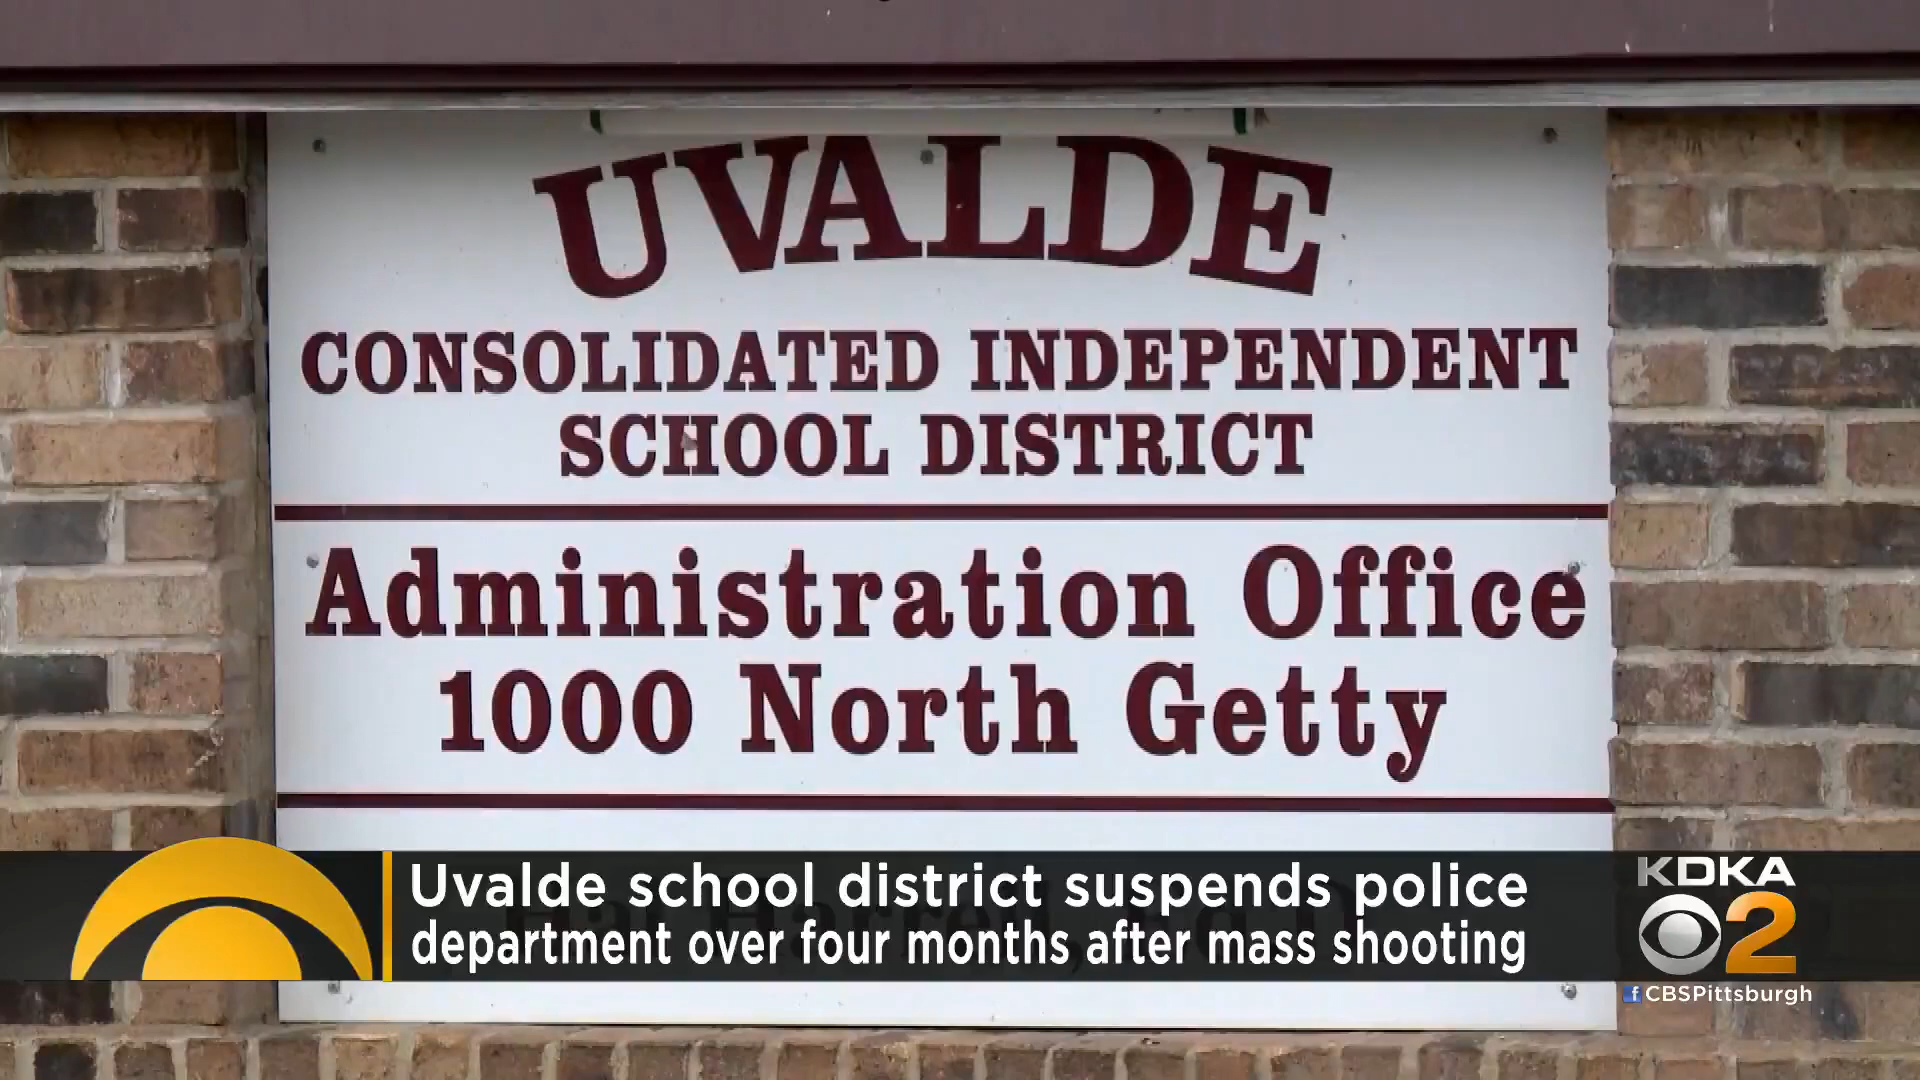 UVALDE
CONSOLIDATED INDEPENDENT
SCHOOL DISTRICT
Administration Office
1000 North Getty
Uvalde school district suspends police
department over four months after mass shooting
KDKA
2
f CBSPittsburgh